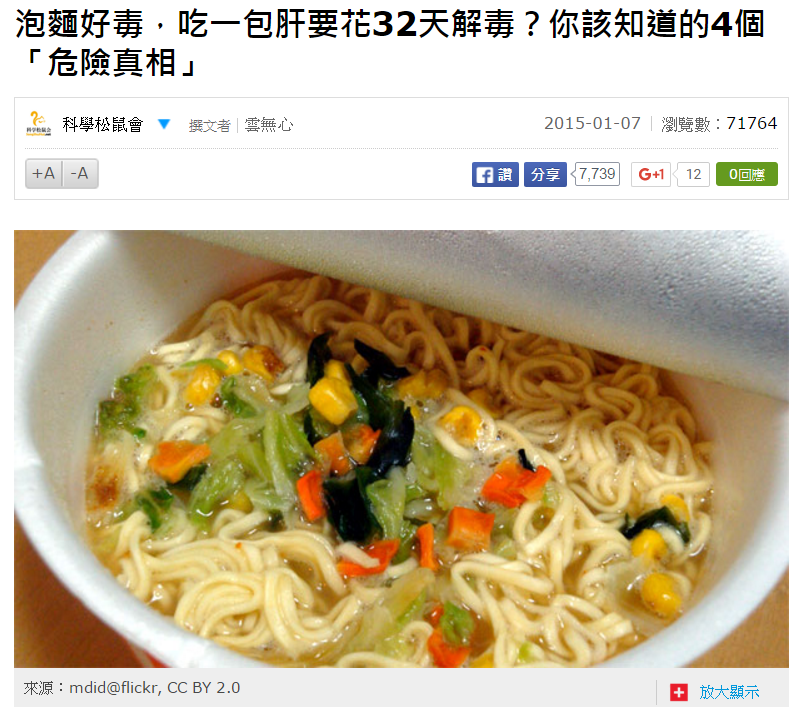 泡麵好毒，吃一包肝要花32天解毒？你該知道的4個
「危險真相」
科學松鼠會 ▼ 撰文者 | 雲無心 2015-01-07 | 瀏覽數：71764
+A -A 讚 分享 7,739 G+1 12 0回應
來源：mdid@flickr, CC BY 2.0 放大顯示